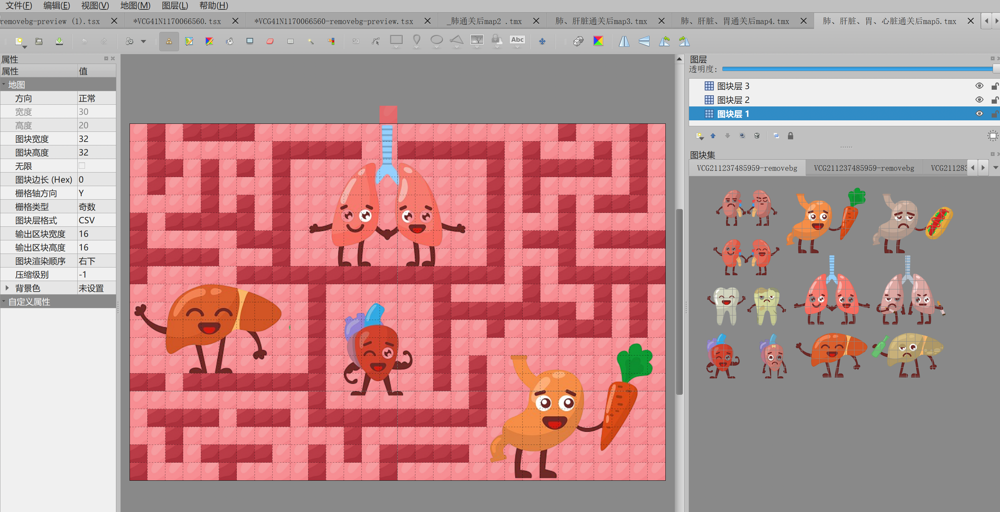 文件(F) 编辑(E) 视图(V) 地图(M) 图层(L) 帮助(H)
removebg-preview (1).tsx *VCG41N1170066560.tsx *VCG41N1170066560-removebg-preview.tsx _肺通关后map2 .tmx 肺、肝脏通关后map3.tmx 肺、肝脏、胃通关后map4.tmx 肺、肝脏、胃、心脏通关后map5.tmx
Abc
属性
属性 值
地图
方向 正常
宽度 30
高度 20
图块宽度 32
图块高度 32
无限
图块边长 (Hex) 0
栅格轴方向 Y
栅格类型 奇数
图块层格式 CSV
输出区块宽度 16
输出区块高度 16
图块渲染顺序 右下
压缩级别 -1
背景色 未设置
自定义属性
图层
透明度:
图块层 3
图块层 2
图块层 1
图块集
VCG211237485959-removebg VCG211237485959-removebg VCG211283